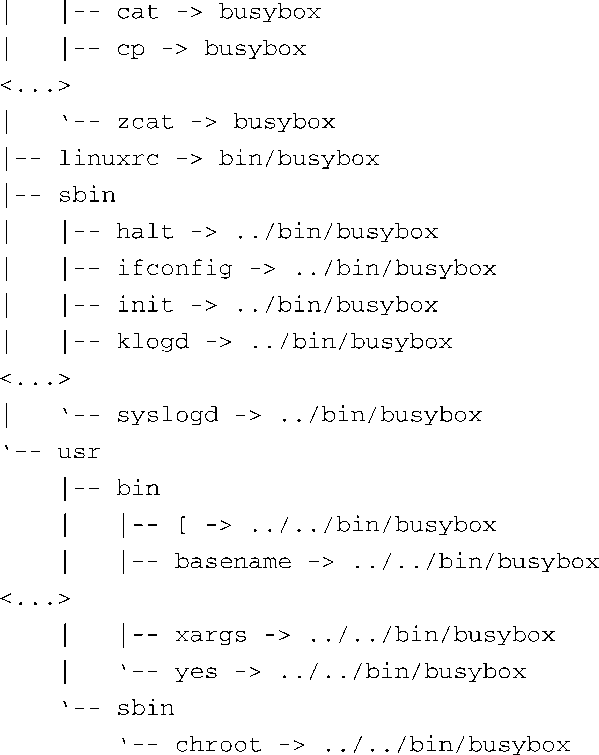 |   |-- cat -> busybox
|   |-- cp -> busybox
<...>
|   `-- zcat -> busybox
|-- linuxrc -> bin/busybox
|-- sbin
|   |-- halt -> ../bin/busybox
|   |-- ifconfig -> ../bin/busybox
|   |-- init -> ../bin/busybox
|   |-- klogd -> ../bin/busybox
<...>
|   `-- syslogd -> ../bin/busybox
`-- usr
    |-- bin
    |   |-- [ -> ../../bin/busybox
    |   |-- basename -> ../../bin/busybox
<...>
    |   |-- xargs -> ../../bin/busybox
    |   `-- yes -> ../../bin/busybox
    `-- sbin
        `-- chroot -> ../../bin/busybox